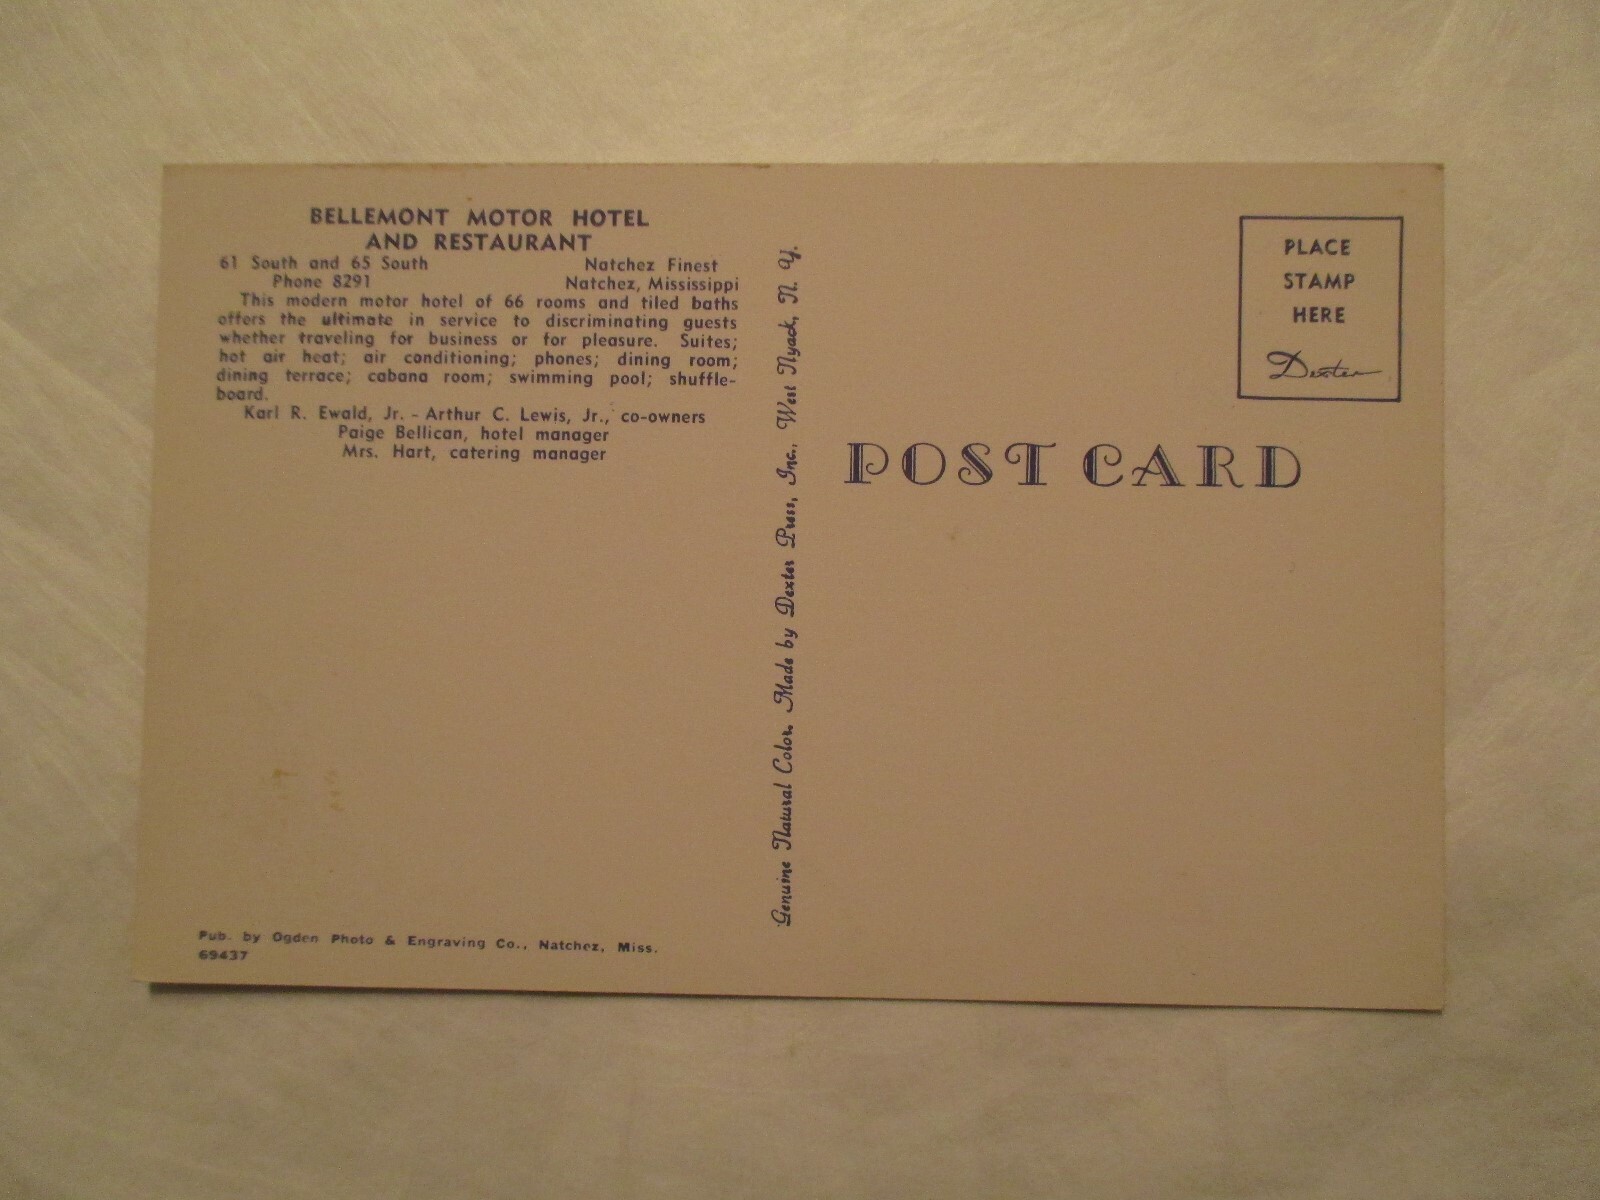 BELLEMONT MOTOR HOTEL
AND RESTAURANT
61 South and 65 South Natchez Finest
Phone 8291 Natchez, Mississippi
This modern motor hotel of 66 rooms and tiled baths
offers the ultimate in service to discriminating guests
whether traveling for business or for pleasure. Suites;
hot air heat; air conditioning; phones; dining room;
dining terrace; cabana room; swimming pool; shuffle-
board.
Karl R. Ewald, Jr. - Arthur C. Lewis, Jr., co-owners
Paige Bellican, hotel manager
Mrs. Hart, catering manager
Pub. by Ogden Photo & Engraving Co., Natchez, Miss.
69437
Genuine Natural Color. Made by Dexter Press, Inc., West Nyack, N. Y.
PLACE
STAMP
HERE
Dexter
POST CARD